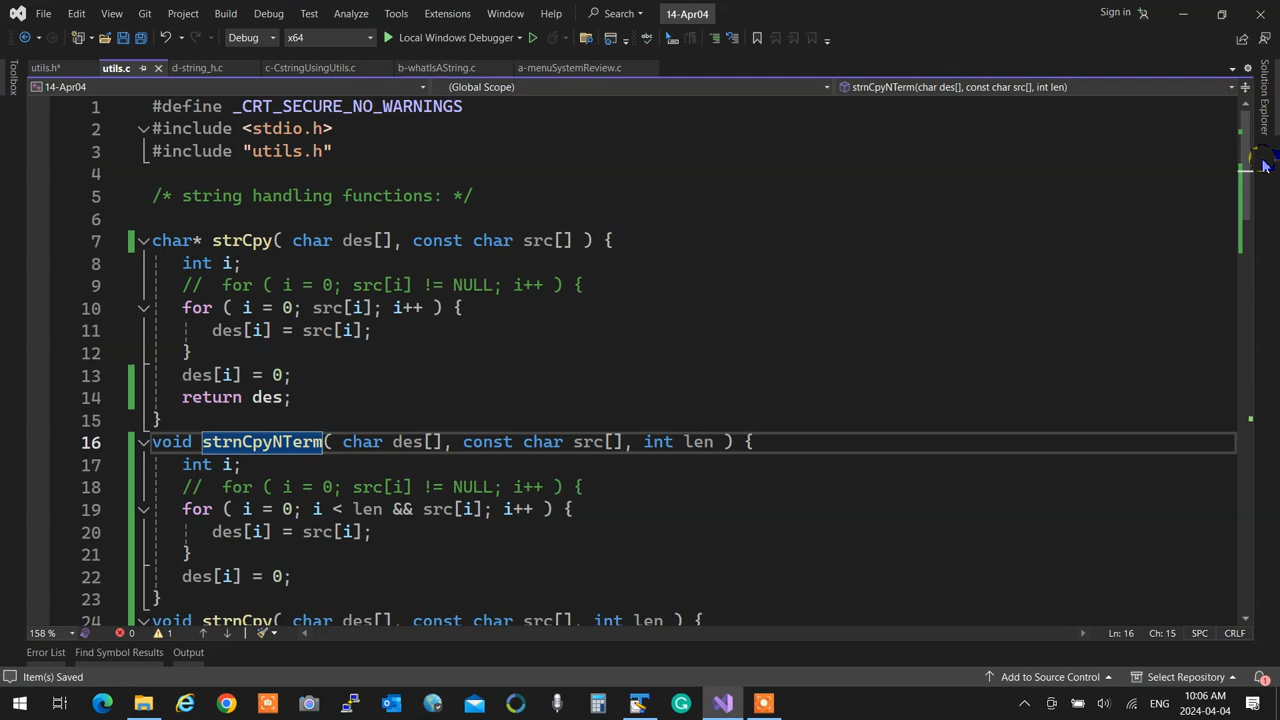 File Edit View Git Project Build Debug Test Analyze Tools Extensions Window Help Search 14-Apr04 Sign in
Debug x64 Local Windows Debugger
utils.h* utils.c d-string_h.c c-CstringUsingUtils.c b-whatIsAString.c a-menuSystemReview.c
14-Apr04 (Global Scope) strnCpyNTerm(char des[], const char src[], int len)
Toolbox
Solution Explorer
1 #define _CRT_SECURE_NO_WARNINGS
2 #include <stdio.h>
3 #include "utils.h"
4
5 /* string handling functions: */
6
7 char* strCpy( char des[], const char src[] ) {
8 int i;
9 // for ( i = 0; src[i] != NULL; i++ ) {
10 for ( i = 0; src[i]; i++ ) {
11 des[i] = src[i];
12 }
13 des[i] = 0;
14 return des;
15 }
16 void strnCpyNTerm( char des[], const char src[], int len ) {
17 int i;
18 // for ( i = 0; src[i] != NULL; i++ ) {
19 for ( i = 0; i < len && src[i]; i++ ) {
20 des[i] = src[i];
21 }
22 des[i] = 0;
23 }
24 void strnCpy( char des[], const char src[], int len ) {
158 % 0 1 Ln: 16 Ch: 15 SPC CRLF
Error List Find Symbol Results Output
Item(s) Saved Add to Source Control Select Repository 1
ENG 10:06 AM
2024-04-04